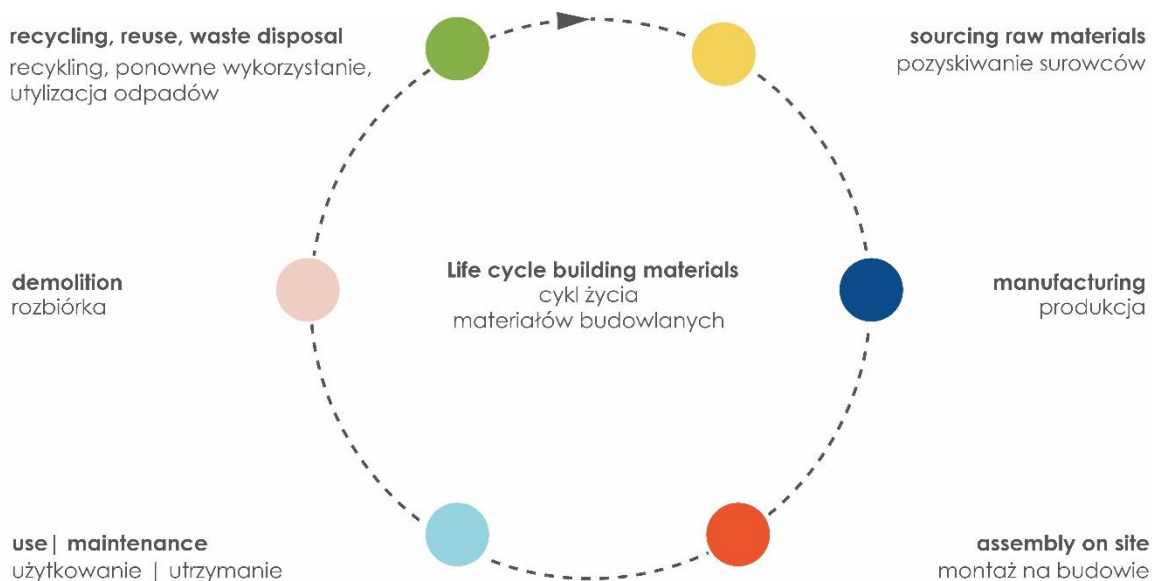 recycling, reuse, waste disposal
recykling, ponowne wykorzystanie,
utylizacja odpadów
sourcing raw materials
pozyskiwanie surowców
demolition
rozbiórka
Life cycle building materials
cykl życia
materiałów budowlanych
manufacturing
produkcja
use| maintenance
użytkowanie | utrzymanie
assembly on site
montaż na budowie